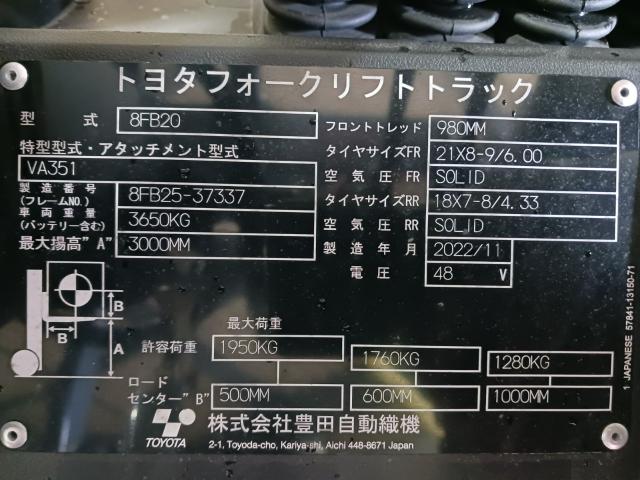 トヨタフォークリフトトラック
型式 8FB20
特型型式・アタッチメント型式
VA351
製造番号
(フレームNO.) 8FB25-37337
車両重量
(バッテリー含む) 3650KG
最大揚高"A" 3000MM
フロントトレッド 980MM
タイヤサイズFR 21X8-9/6.00
空気圧FR SOLID
タイヤサイズRR 18X7-8/4.33
空気圧RR SOLID
製造年月 2022/11
電圧 48 V
B
B
A
最大荷重
許容荷重 1950KG 1760KG 1280KG
ロード
センター"B" 500MM 600MM 1000MM
TOYOTA
株式会社豊田自動織機
2-1, Toyoda-cho, Kariya-shi, Aichi 448-8671 Japan
1 JAPANESE 57841-13150-71